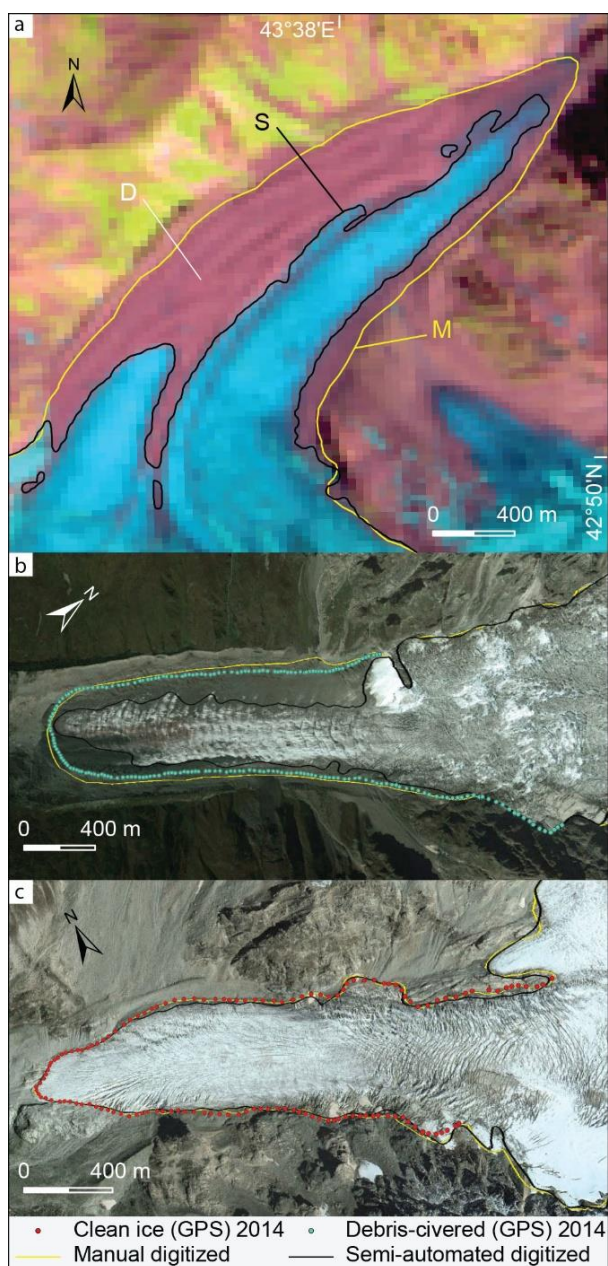 a
43°38'E
N
S
D
M
42°50'N
0 400 m
b
N
0 400 m
c
N
0 400 m
Clean ice (GPS) 2014 Debris-civered (GPS) 2014
Manual digitized Semi-automated digitized